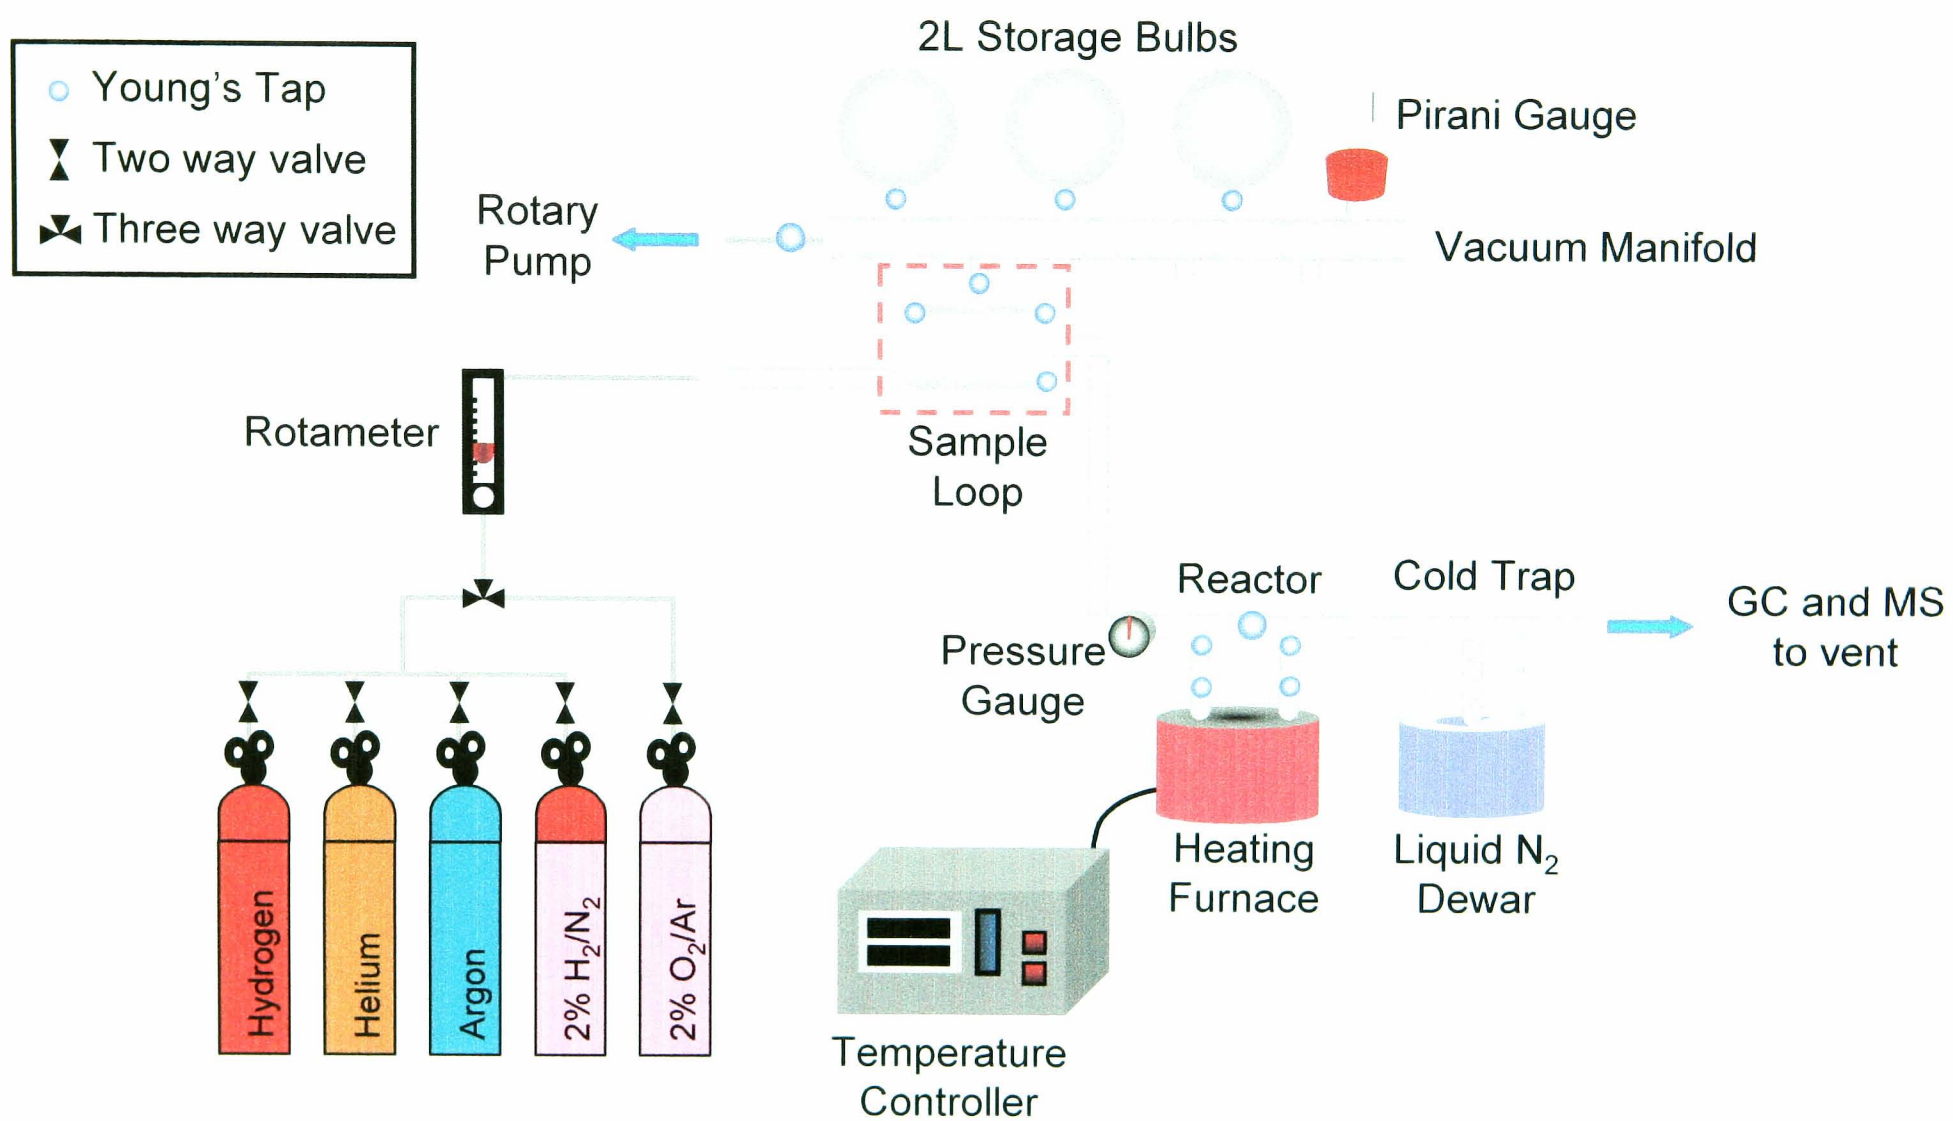 2L Storage Bulbs
Young's Tap
Two way valve
Three way valve
Pirani Gauge
Rotary
Pump
Vacuum Manifold
Rotameter
Sample
Loop
Reactor
Cold Trap
GC and MS
to vent
Pressure
Gauge
Heating
Furnace
Liquid N₂
Dewar
Hydrogen
Helium
Argon
2% H₂/N₂
2% O₂/Ar
Temperature
Controller